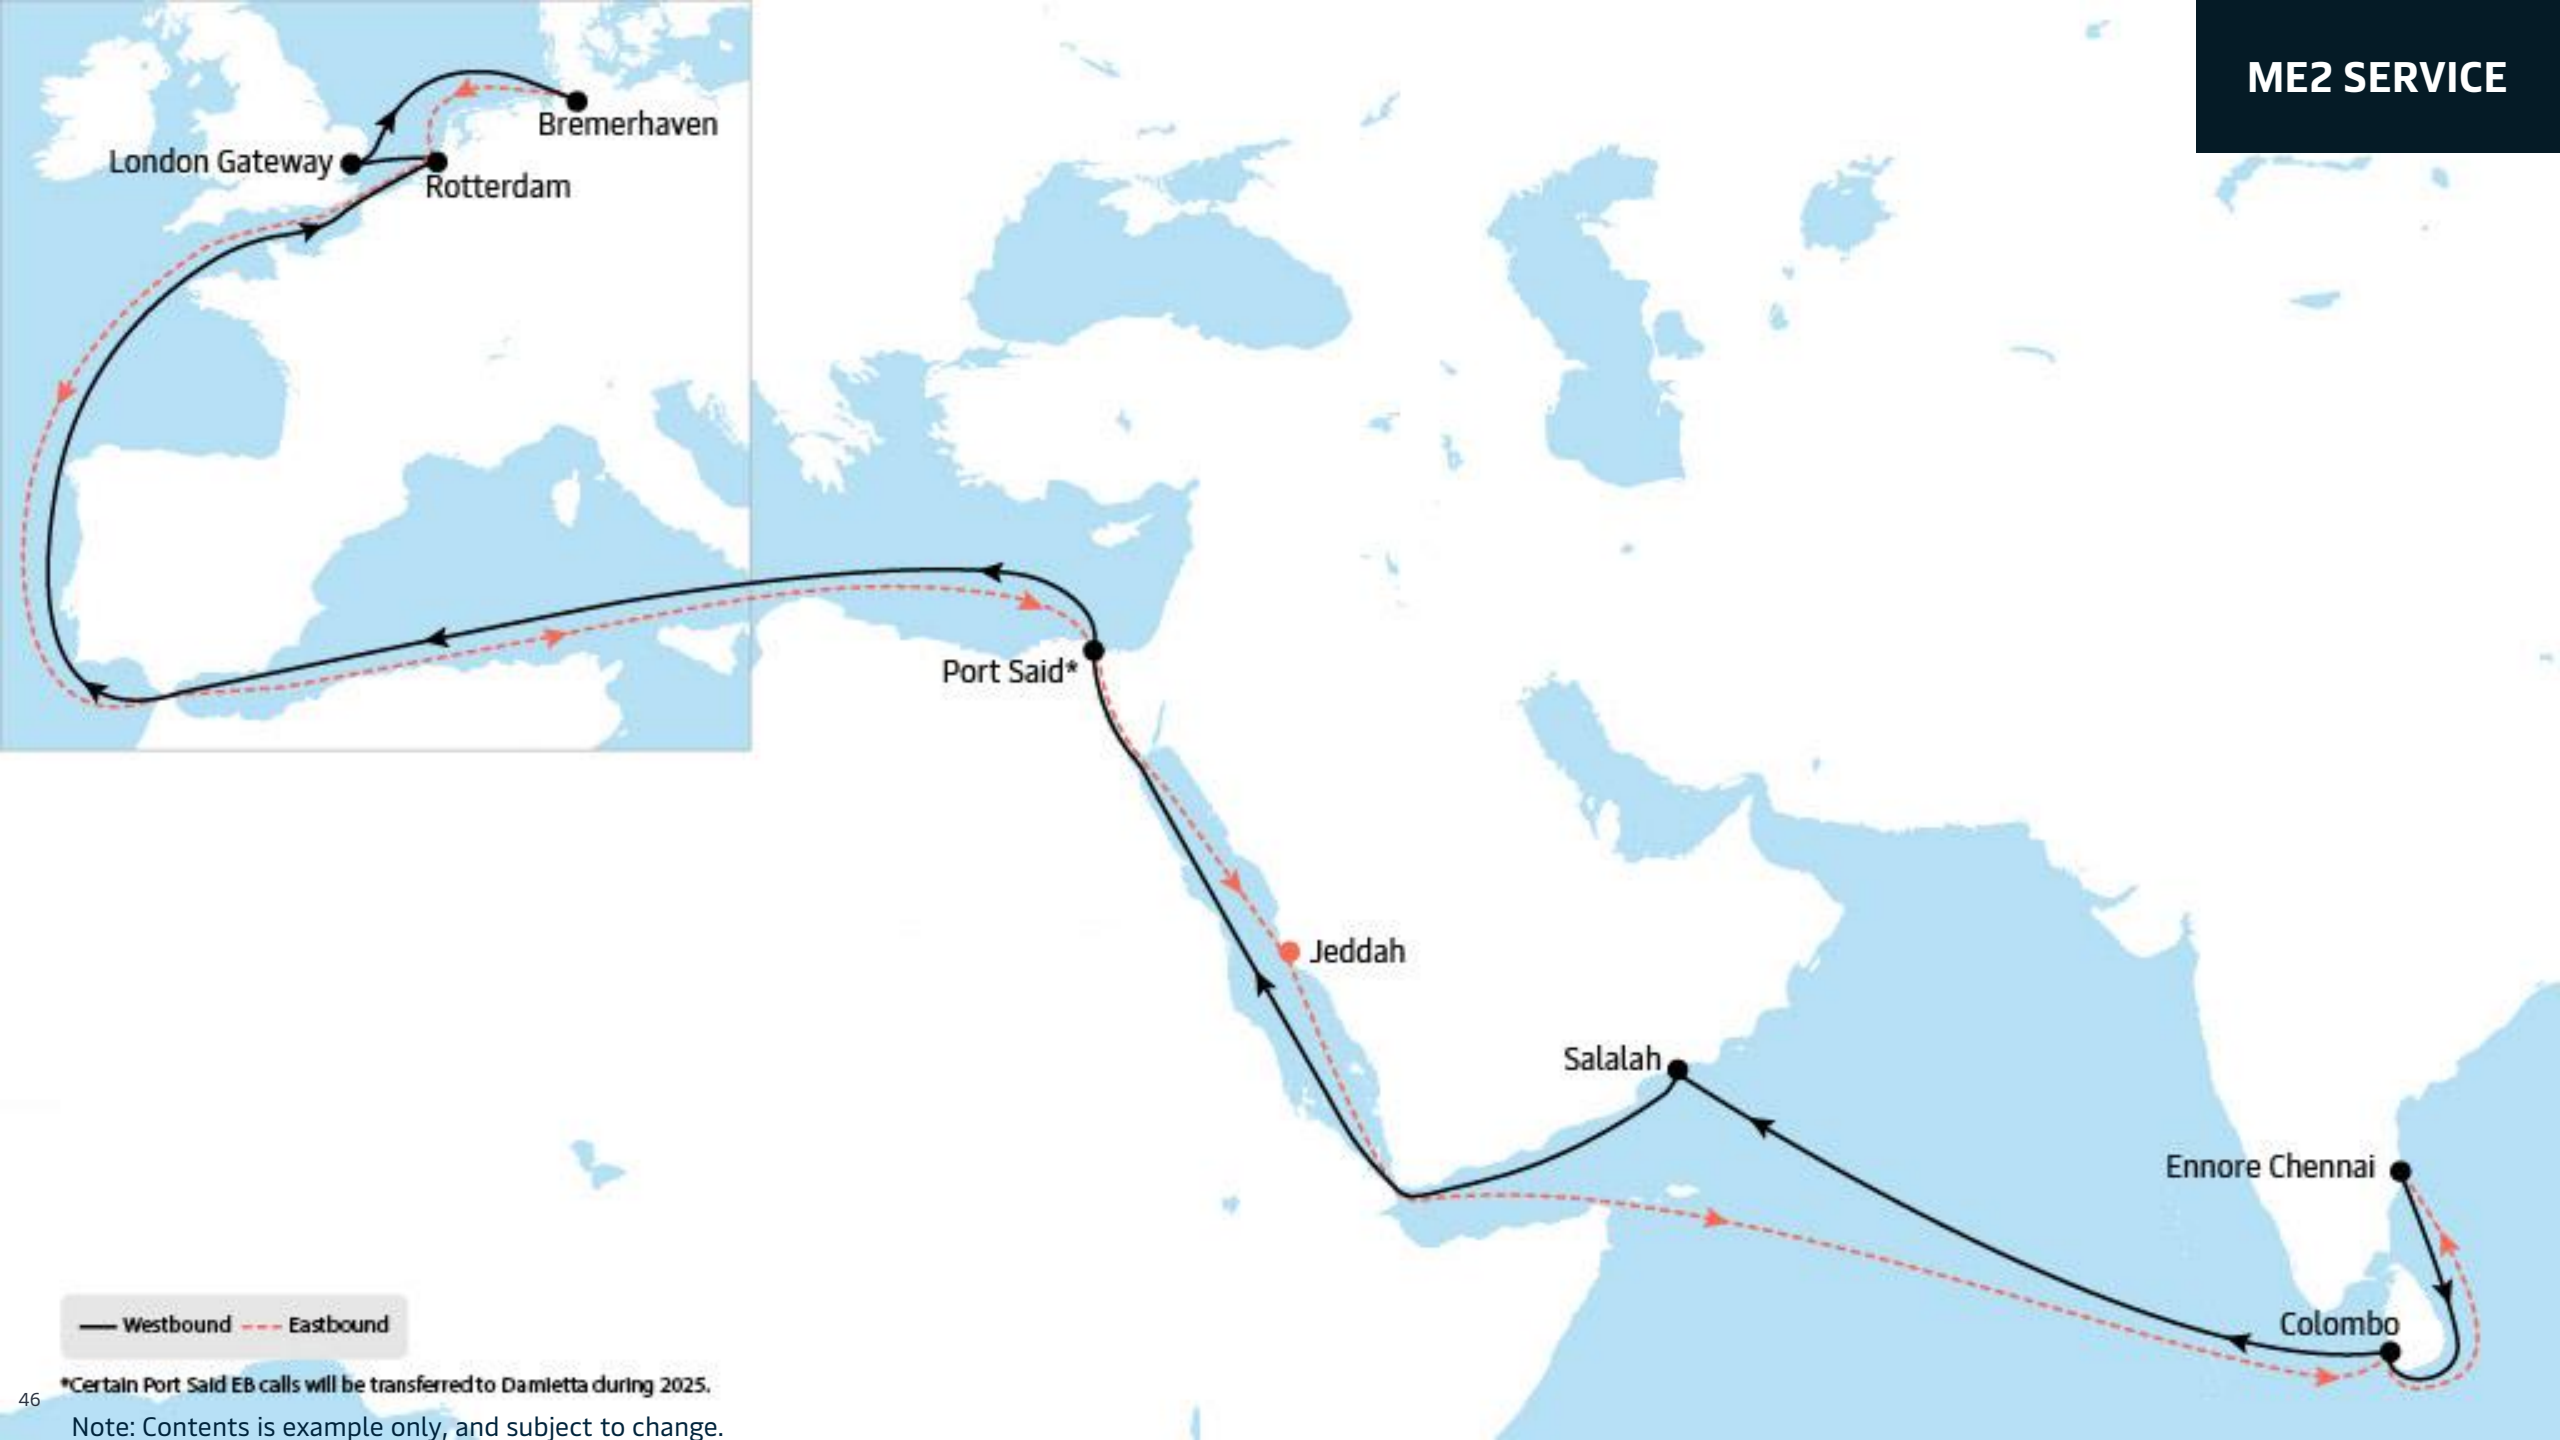 ME2 SERVICE
Bremerhaven
London Gateway
Rotterdam
Port Said*
Jeddah
Salalah
Ennore Chennai
Colombo
Westbound Eastbound
*Certain Port Said EB calls will be transferred to Damietta during 2025.
46
Note: Contents is example only, and subject to change.